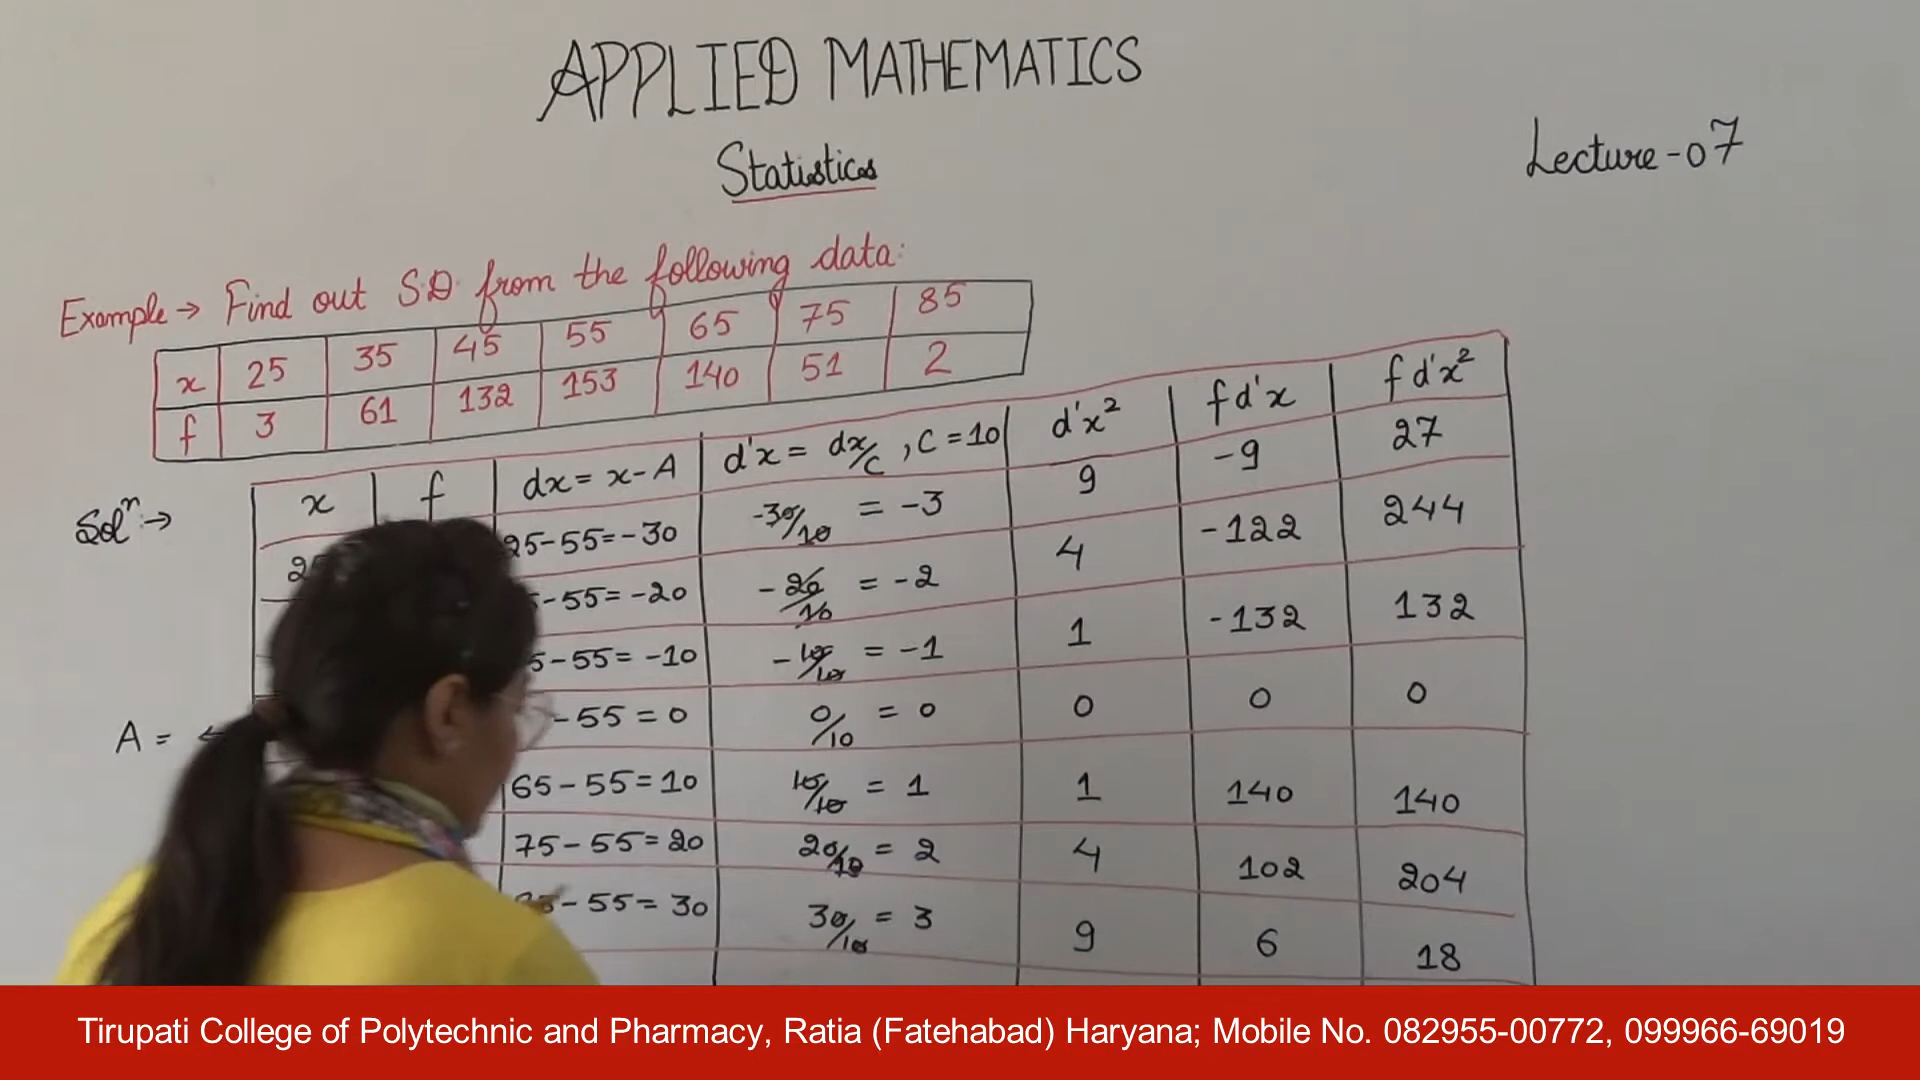 APPLIED MATHEMATICS
Statistics
Lecture-07
Example → Find out S.D. from the following data:
x 25 35 45 55 65 75 85
f 3 61 132 153 140 51 2
Solⁿ:→
x f dx = x-A d'x = dx/c , C = 10 d'x² fd'x fd'x²
25-55=-30 -30/10 = -3 9 -9 27
-55=-20 -20/10 = -2 4 -122 244
5-55=-10 -10/10 = -1 1 -132 132
-55=0 0/10 = 0 0 0 0
A =
65-55=10 10/10 = 1 1 140 140
75-55=20 20/10 = 2 4 102 204
-55=30 30/10 = 3 9 6 18
Tirupati College of Polytechnic and Pharmacy, Ratia (Fatehabad) Haryana; Mobile No. 082955-00772, 099966-69019